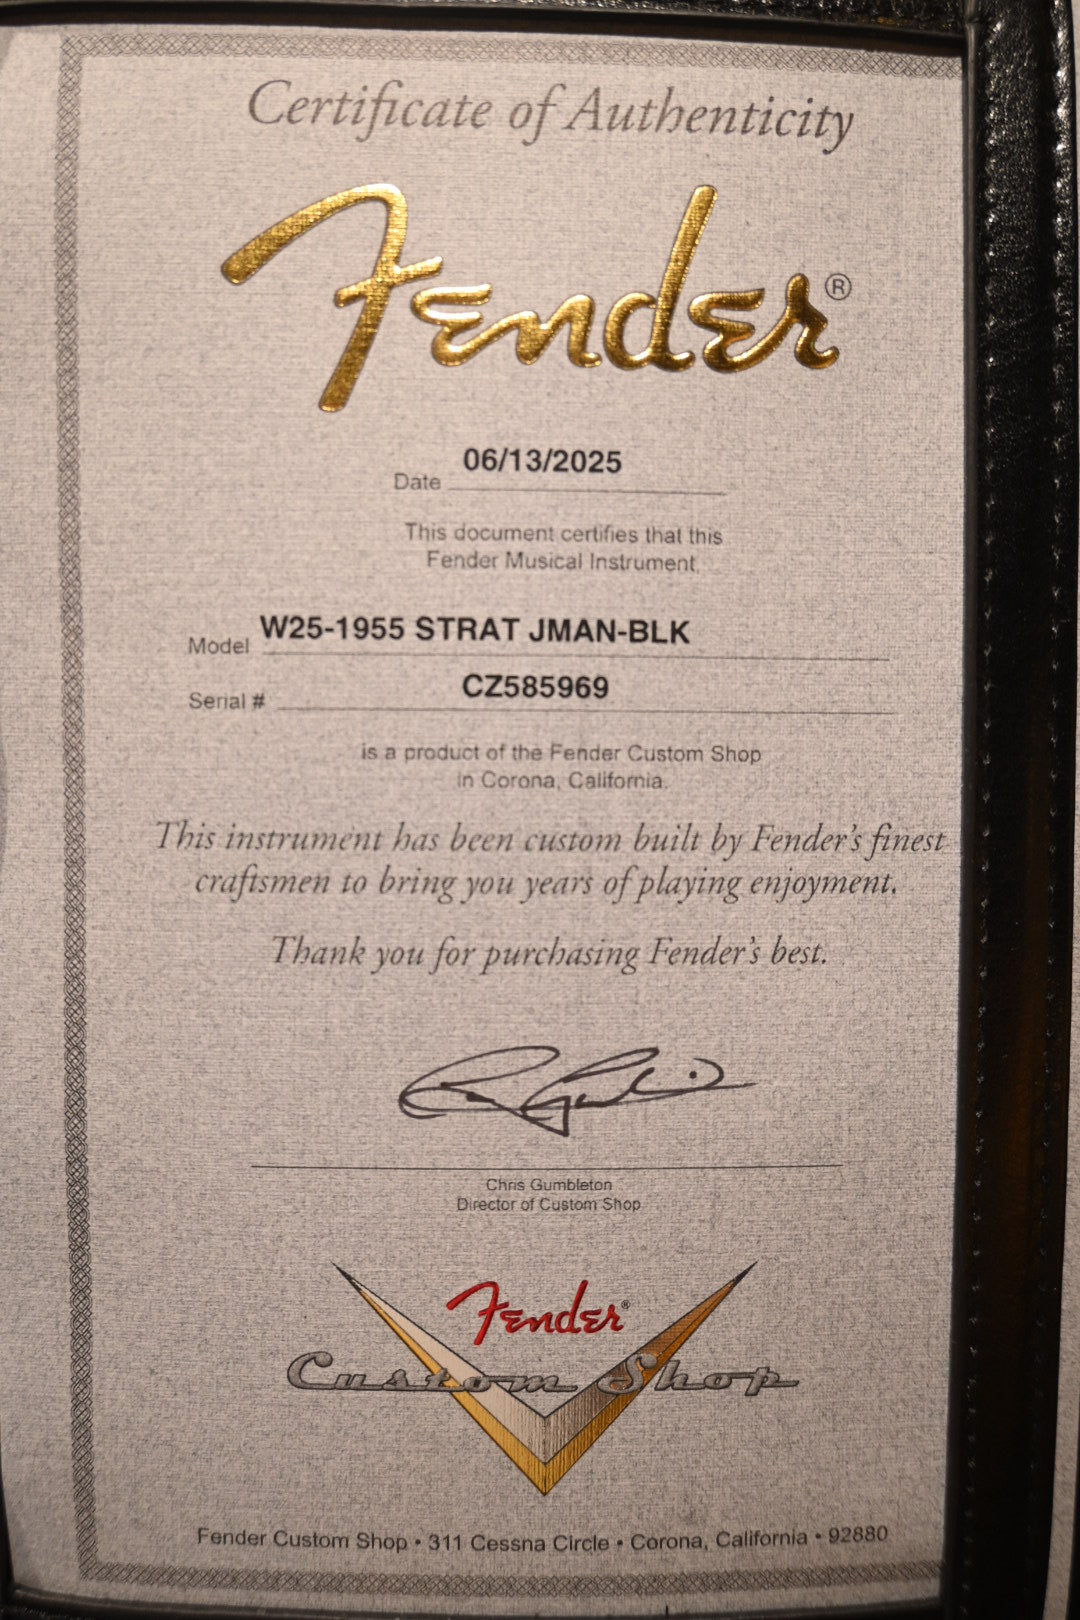 Certificate of Authenticity
Fender®
Date 06/13/2025
This document certifies that this
Fender Musical Instrument,
Model W25-1955 STRAT JMAN-BLK
Serial # CZ585969
is a product of the Fender Custom Shop
in Corona, California.
This instrument has been custom built by Fender's finest
craftsmen to bring you years of playing enjoyment.
Thank you for purchasing Fender's best.
Chris Gumbleton
Director of Custom Shop
Fender®
Custom Shop
Fender Custom Shop • 311 Cessna Circle • Corona, California • 92880